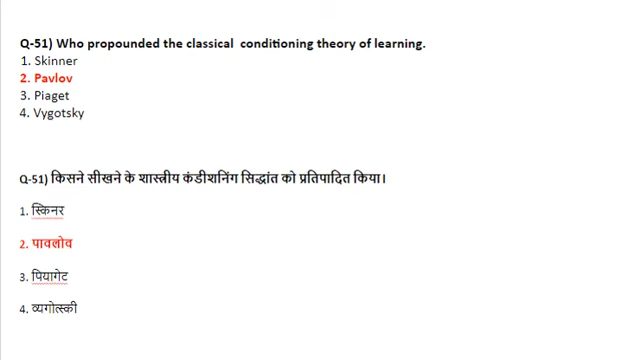 Q-51) Who propounded the classical conditioning theory of learning.
1. Skinner
2. Pavlov
3. Piaget
4. Vygotsky
Q-51) किसने सीखने के शास्त्रीय कंडीशनिंग सिद्धांत को प्रतिपादित किया।
1. स्किनर
2. पावलोव
3. पियागेट
4. व्यगोत्स्की